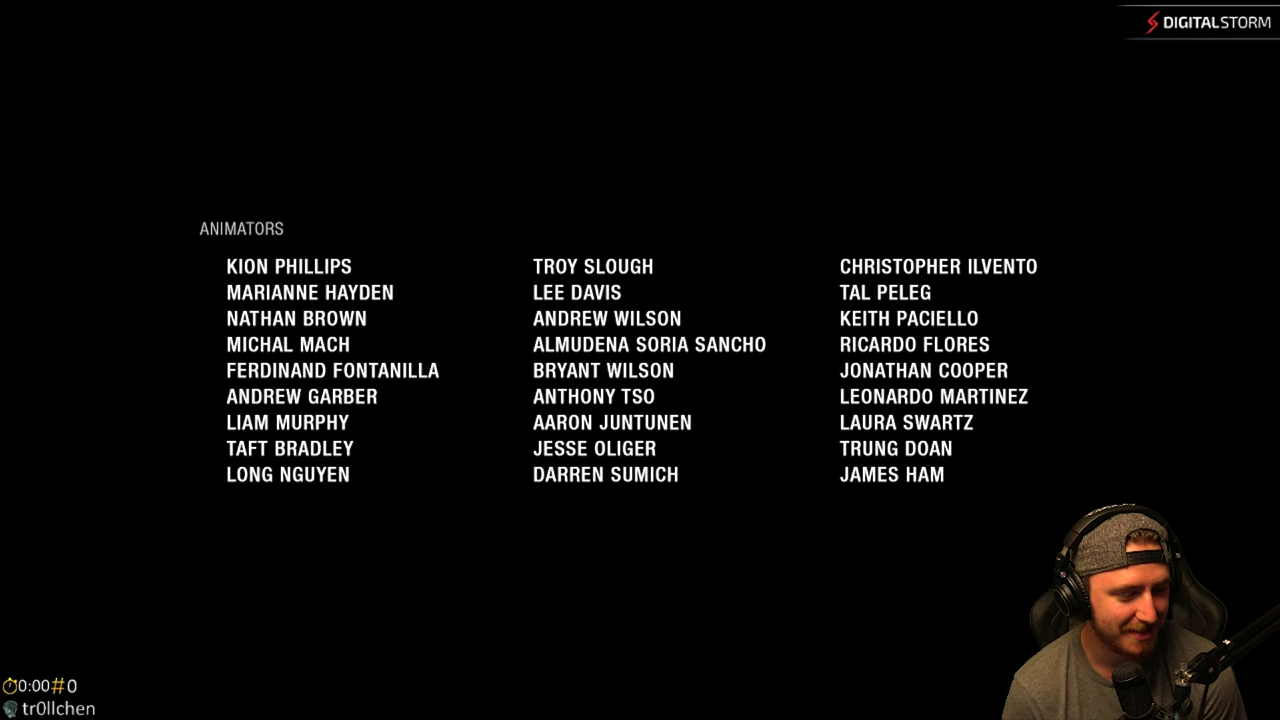 DIGITALSTORM
ANIMATORS
KION PHILLIPS
MARIANNE HAYDEN
NATHAN BROWN
MICHAL MACH
FERDINAND FONTANILLA
ANDREW GARBER
LIAM MURPHY
TAFT BRADLEY
LONG NGUYEN
TROY SLOUGH
LEE DAVIS
ANDREW WILSON
ALMUDENA SORIA SANCHO
BRYANT WILSON
ANTHONY TSO
AARON JUNTUNEN
JESSE OLIGER
DARREN SUMICH
CHRISTOPHER ILVENTO
TAL PELEG
KEITH PACIELLO
RICARDO FLORES
JONATHAN COOPER
LEONARDO MARTINEZ
LAURA SWARTZ
TRUNG DOAN
JAMES HAM
0:00#0
tr0llchen